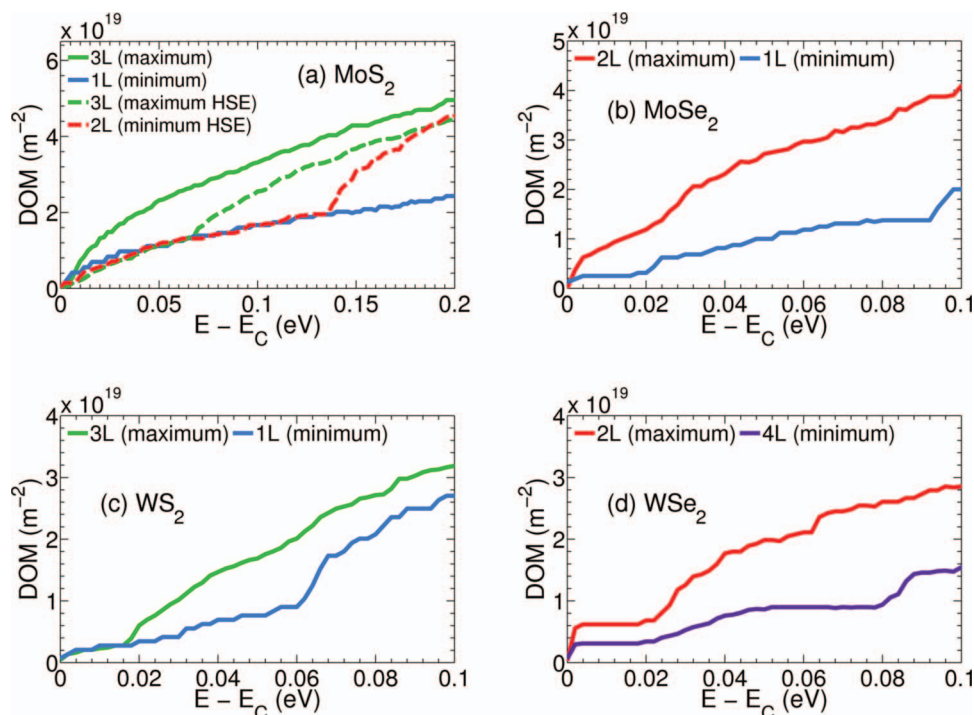 x 10^19
6
4
2
0
DOM (m^−2)
3L (maximum)
1L (minimum)
3L (maximum HSE)
2L (minimum HSE)
(a) MoS_2
0 0.05 0.1 0.15 0.2
E − E_C (eV)
x 10^19
5
4
3
2
1
0
DOM (m^−2)
2L (maximum) 1L (minimum)
(b) MoSe_2
0 0.02 0.04 0.06 0.08 0.1
E − E_C (eV)
x 10^19
4
3
2
1
0
DOM (m^−2)
3L (maximum) 1L (minimum)
(c) WS_2
0 0.02 0.04 0.06 0.08 0.1
E − E_C (eV)
x 10^19
4
3
2
1
0
DOM (m^−2)
2L (maximum) 4L (minimum)
(d) WSe_2
0 0.02 0.04 0.06 0.08 0.1
E − E_C (eV)